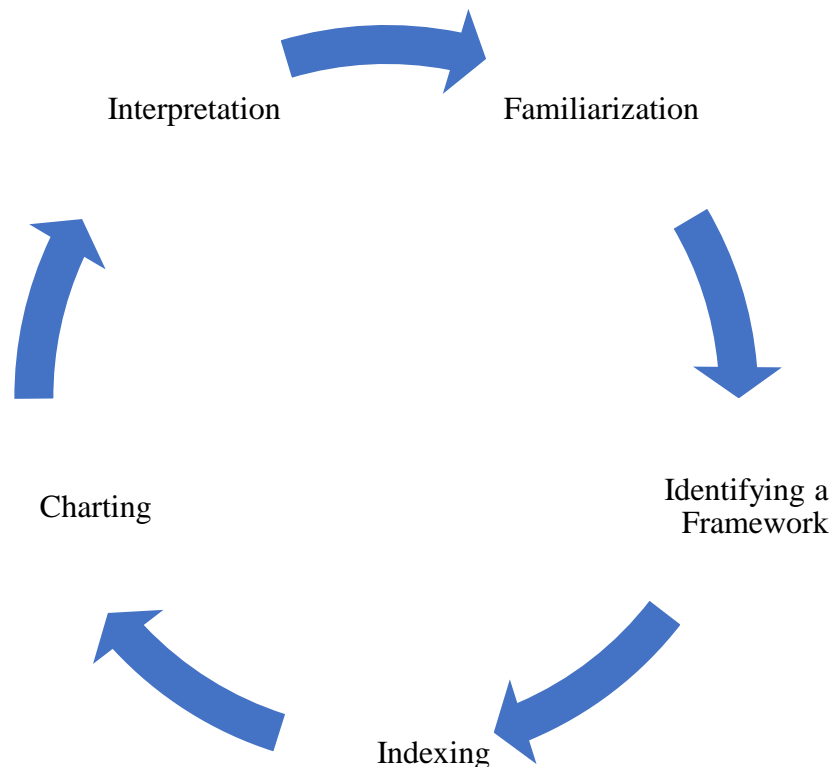 Interpretation
Familiarization
Identifying a
Framework
Charting
Indexing